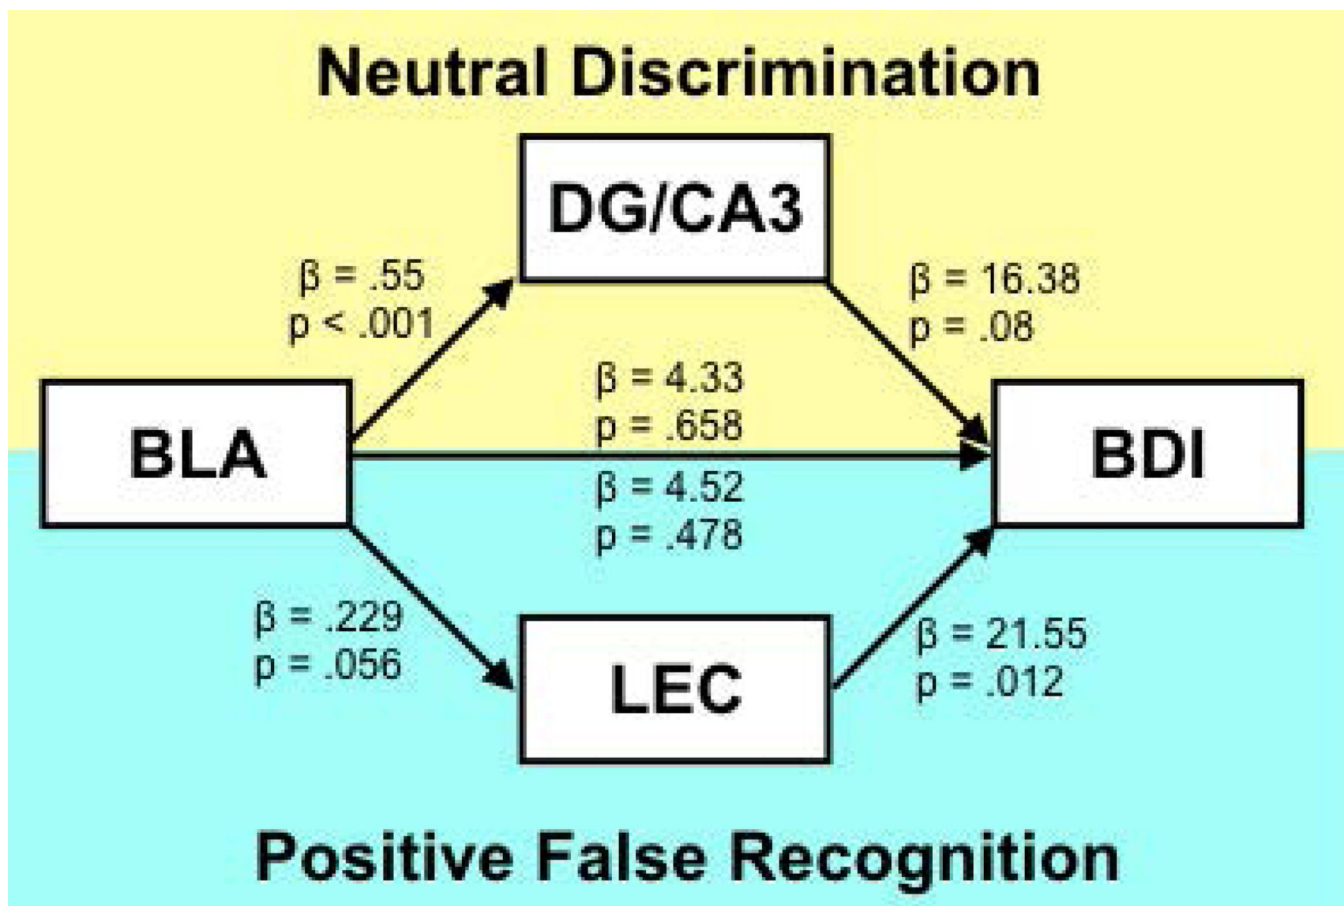 Neutral Discrimination
DG/CA3
β = .55
p < .001
β = 16.38
p = .08
β = 4.33
p = .658
BLA
BDI
β = 4.52
p = .478
β = .229
p = .056
LEC
β = 21.55
p = .012
Positive False Recognition